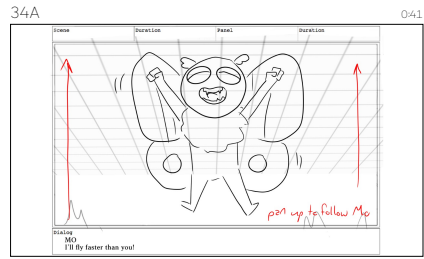 34A
0:41
Scene Duration Panel Duration
pan up to follow Mo
Dialog
MO
I'll fly faster than you!